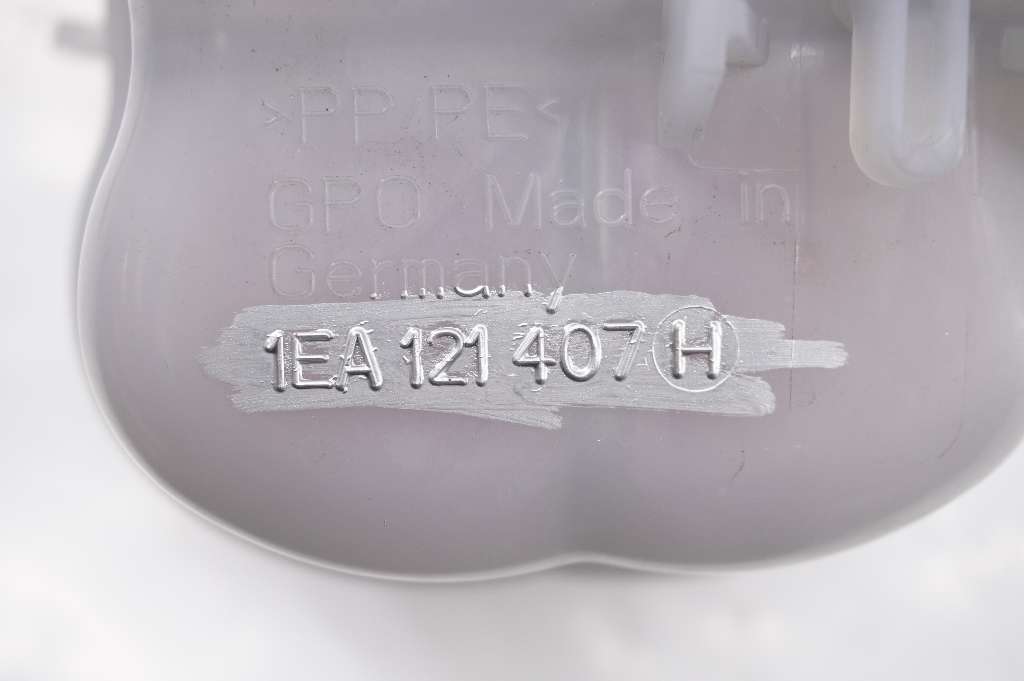 >PP/PE<
GPO Made in
Germany
1EA 121 407 H